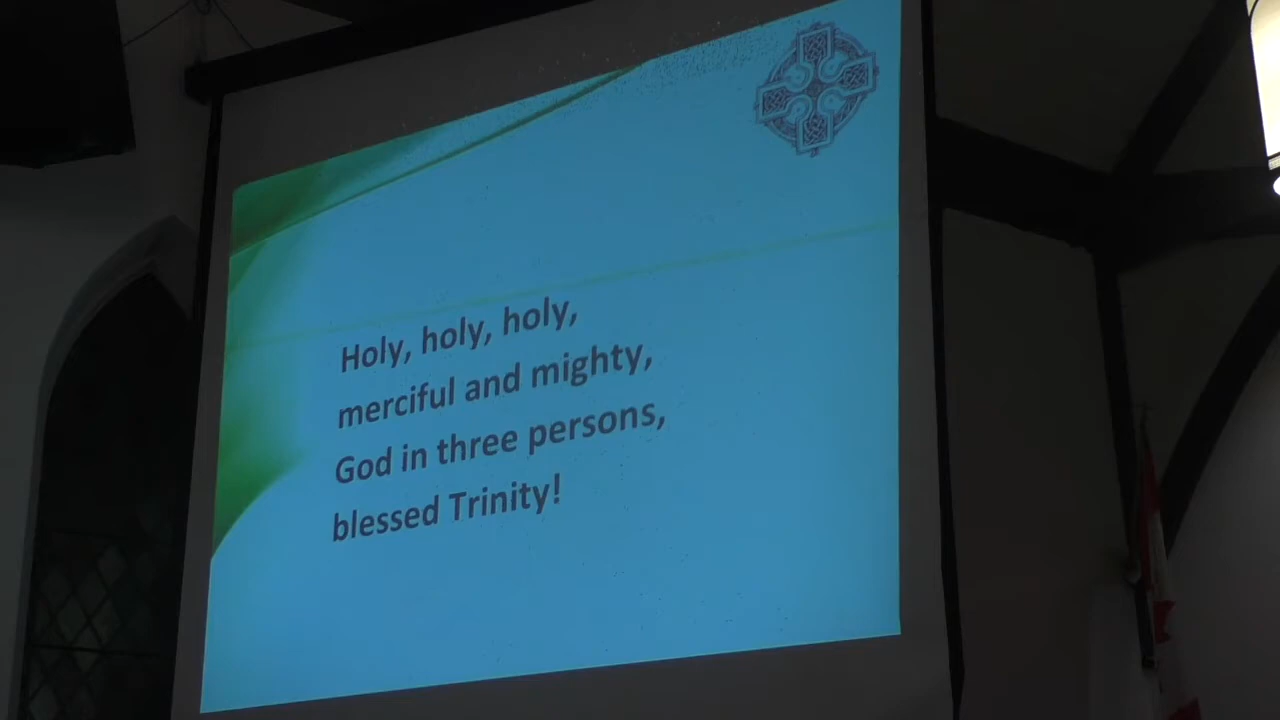 Holy, holy, holy,
merciful and mighty,
God in three persons,
blessed Trinity!